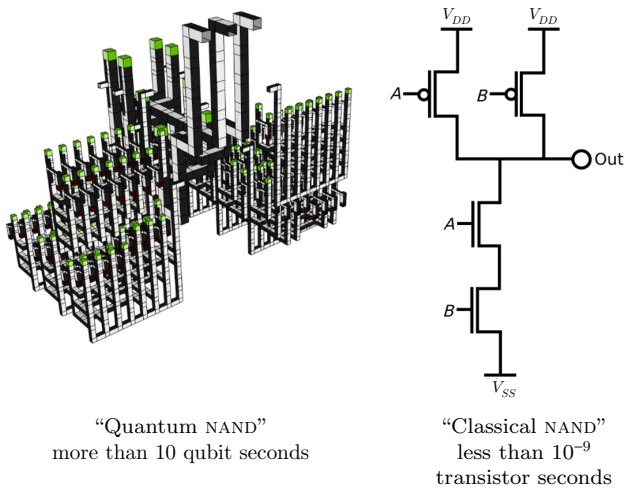 V_DD
V_DD
A
B
Out
A
B
V_SS
“Quantum NAND”
more than 10 qubit seconds
“Classical NAND”
less than 10⁻⁹
transistor seconds